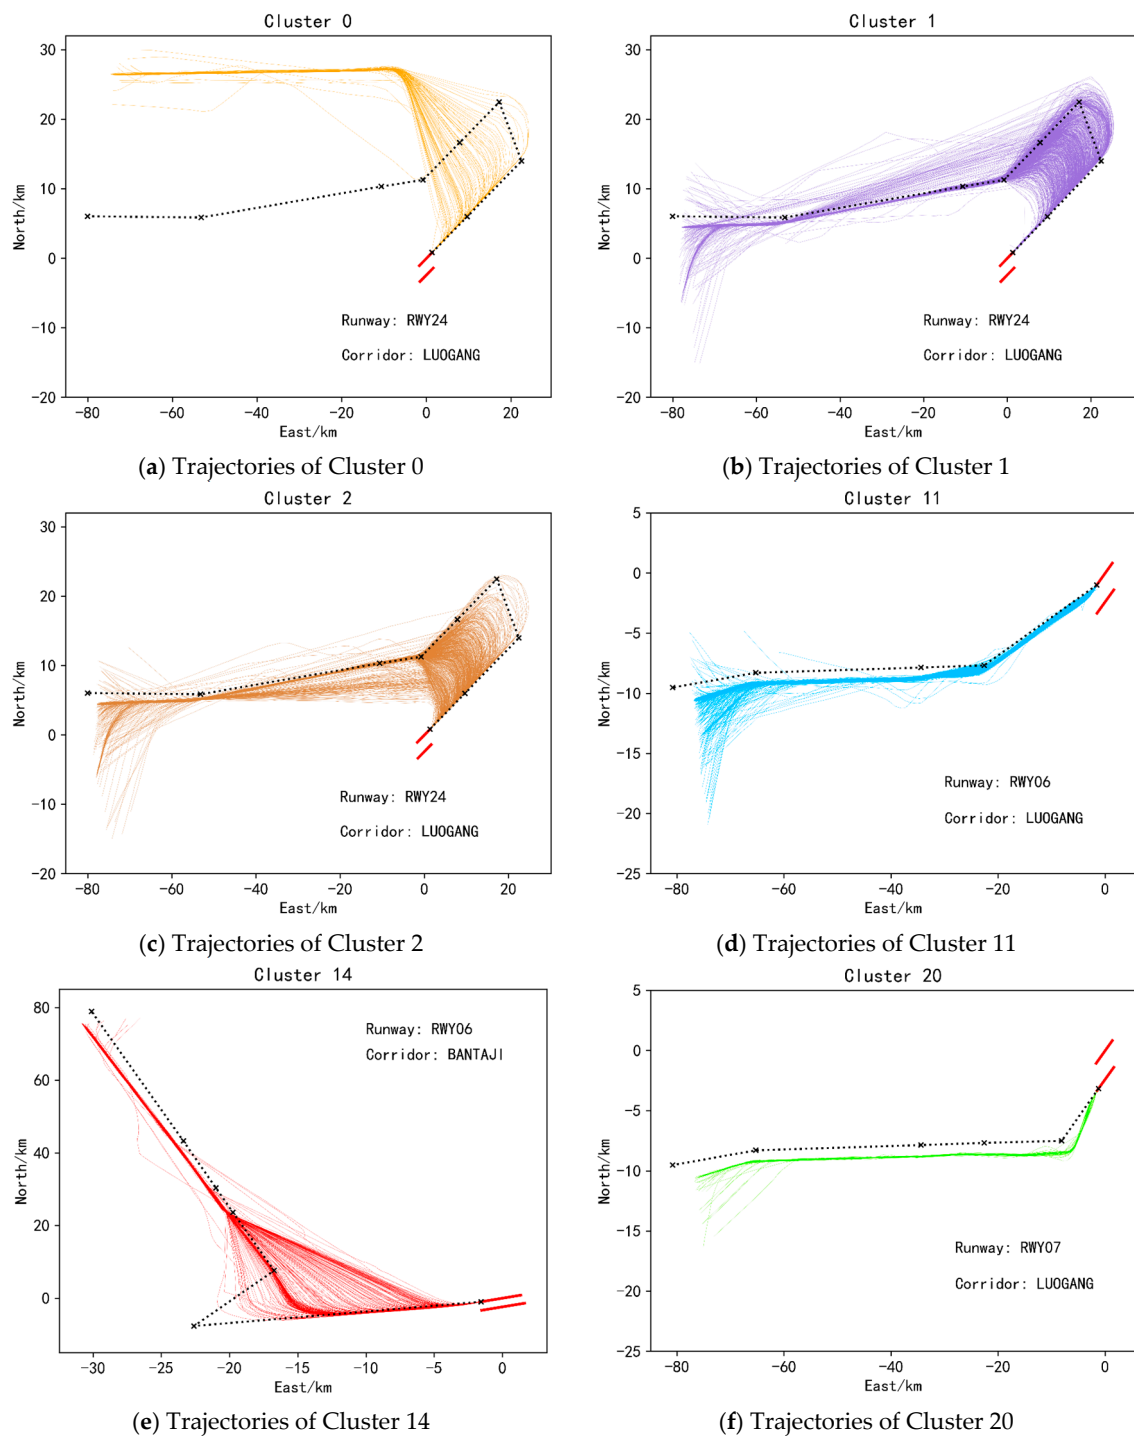 Cluster 0
30
20
10
0
-10
-20
North/km
Runway: RWY24
Corridor: LUOGANG
-80 -60 -40 -20 0 20
East/km
(a) Trajectories of Cluster 0
Cluster 1
30
20
10
0
-10
-20
North/km
Runway: RWY24
Corridor: LUOGANG
-80 -60 -40 -20 0 20
East/km
(b) Trajectories of Cluster 1
Cluster 2
30
20
10
0
-10
-20
North/km
Runway: RWY24
Corridor: LUOGANG
-80 -60 -40 -20 0 20
East/km
(c) Trajectories of Cluster 2
Cluster 11
5
0
-5
-10
-15
-20
-25
North/km
Runway: RWY06
Corridor: LUOGANG
-80 -60 -40 -20 0
East/km
(d) Trajectories of Cluster 11
Cluster 14
80
60
40
20
0
North/km
Runway: RWY06
Corridor: BANTAJI
-30 -25 -20 -15 -10 -5 0
East/km
(e) Trajectories of Cluster 14
Cluster 20
5
0
-5
-10
-15
-20
-25
North/km
Runway: RWY07
Corridor: LUOGANG
-80 -60 -40 -20 0
East/km
(f) Trajectories of Cluster 20